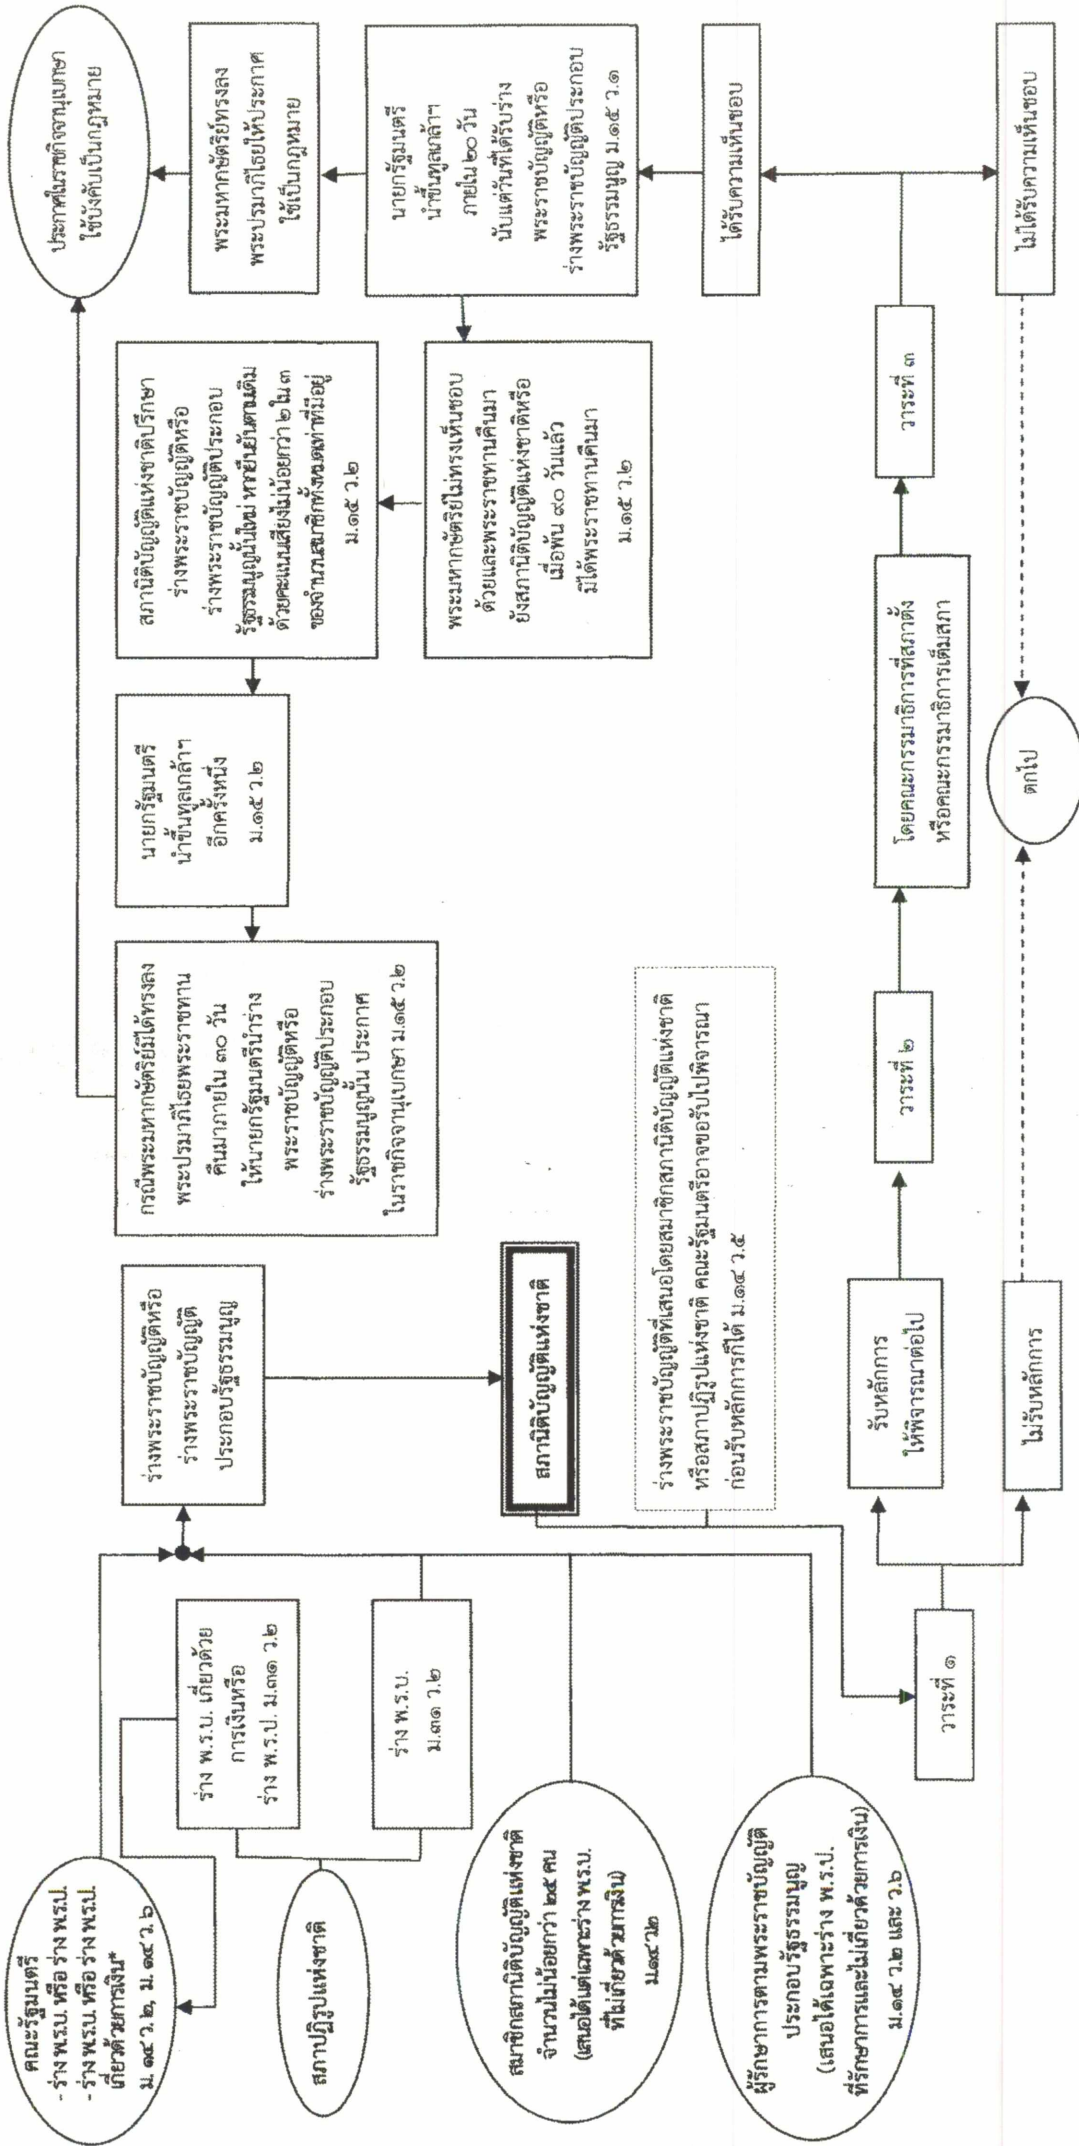 คณะรัฐมนตรี
- ร่าง พ.ร.บ. หรือ ร่าง พ.ร.ป.
- ร่าง พ.ร.บ. หรือ ร่าง พ.ร.ป.
เกี่ยวด้วยการเงิน*
ม. ๑๔ ว. ๒, ม. ๑๔ ว. ๖
สภาปฏิรูปแห่งชาติ
สมาชิกสภานิติบัญญัติแห่งชาติ
จำนวนไม่น้อยกว่า ๒๕ คน
(เสนอได้แต่เฉพาะร่าง พ.ร.บ.
ที่ไม่เกี่ยวด้วยการเงิน)
ม.๑๔ ว.๒
ผู้รักษาการตามพระราชบัญญัติ
ประกอบรัฐธรรมนูญ
(เสนอได้เฉพาะร่าง พ.ร.ป.
ที่รักษาการและไม่เกี่ยวด้วยการเงิน)
ม.๑๔ ว.๒ และ ว.๖
ร่าง พ.ร.บ. เกี่ยวด้วย
การเงินหรือ
ร่าง พ.ร.ป. ม.๓๑ ว.๒
ร่าง พ.ร.บ.
ม.๓๑ ว.๒
ร่างพระราชบัญญัติหรือ
ร่างพระราชบัญญัติ
ประกอบรัฐธรรมนูญ
สภานิติบัญญัติแห่งชาติ
ร่างพระราชบัญญัติที่เสนอโดยสมาชิกสภานิติบัญญัติแห่งชาติ
หรือสภาปฏิรูปแห่งชาติ คณะรัฐมนตรีอาจขอรับไปพิจารณา
ก่อนรับหลักการก็ได้ ม.๑๔ ว.๕
วาระที่ ๑
รับหลักการ
ให้พิจารณาต่อไป
ไม่รับหลักการ
วาระที่ ๒
โดยคณะกรรมาธิการที่สภาตั้ง
หรือคณะกรรมาธิการเต็มสภา
วาระที่ ๓
ตกไป
ได้รับความเห็นชอบ
ไม่ได้รับความเห็นชอบ
นายกรัฐมนตรี
นำขึ้นทูลเกล้าฯ
ภายใน ๒๐ วัน
นับแต่วันที่ได้รับร่าง
พระราชบัญญัติหรือ
ร่างพระราชบัญญัติประกอบ
รัฐธรรมนูญ ม.๑๕ ว.๑
พระมหากษัตริย์ทรงลง
พระปรมาภิไธยให้ประกาศ
ใช้เป็นกฎหมาย
ประกาศในราชกิจจานุเบกษา
ใช้บังคับเป็นกฎหมาย
พระมหากษัตริย์ไม่ทรงเห็นชอบ
ด้วยและพระราชทานคืนมา
ยังสภานิติบัญญัติแห่งชาติหรือ
เมื่อพ้น ๙๐ วันแล้ว
มิได้พระราชทานคืนมา
ม.๑๕ ว.๒
สภานิติบัญญัติแห่งชาติปรึกษา
ร่างพระราชบัญญัติหรือ
ร่างพระราชบัญญัติประกอบ
รัฐธรรมนูญนั้นใหม่ หากยืนยันตามเดิม
ด้วยคะแนนเสียงไม่น้อยกว่า ๒ ใน ๓
ของจำนวนสมาชิกทั้งหมดเท่าที่มีอยู่
ม.๑๕ ว.๒
นายกรัฐมนตรี
นำขึ้นทูลเกล้าฯ
อีกครั้งหนึ่ง
ม.๑๕ ว.๒
กรณีพระมหากษัตริย์มิได้ทรงลง
พระปรมาภิไธยพระราชทาน
คืนมาภายใน ๓๐ วัน
ให้นายกรัฐมนตรีนำร่าง
พระราชบัญญัติหรือ
ร่างพระราชบัญญัติประกอบ
รัฐธรรมนูญนั้น ประกาศ
ในราชกิจจานุเบกษา ม.๑๕ ว.๒